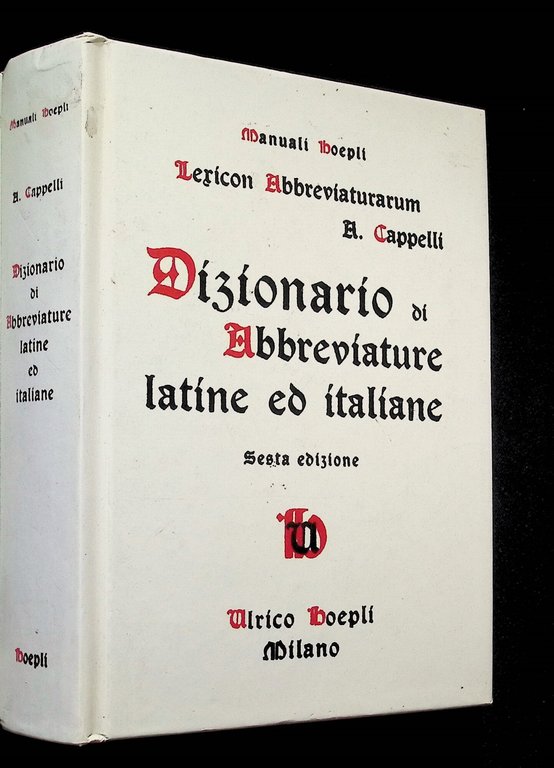 Manuali Hoepli
A. Cappelli
Dizionario
di
Abbreviature
latine
ed
italiane
Hoepli
Manuali Hoepli
Lexicon Abbreviaturarum
A. Cappelli
Dizionario di
Abbreviature
latine ed italiane
Sesta edizione
UH
Ulrico Hoepli
Milano